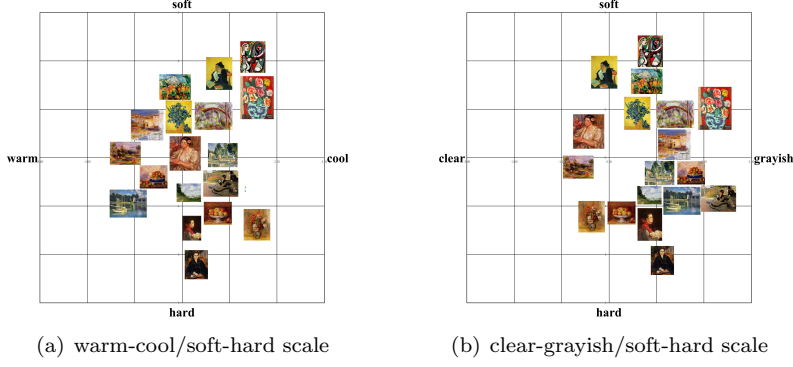 soft
warm
cool
hard
(a) warm-cool/soft-hard scale
soft
clear
grayish
hard
(b) clear-grayish/soft-hard scale